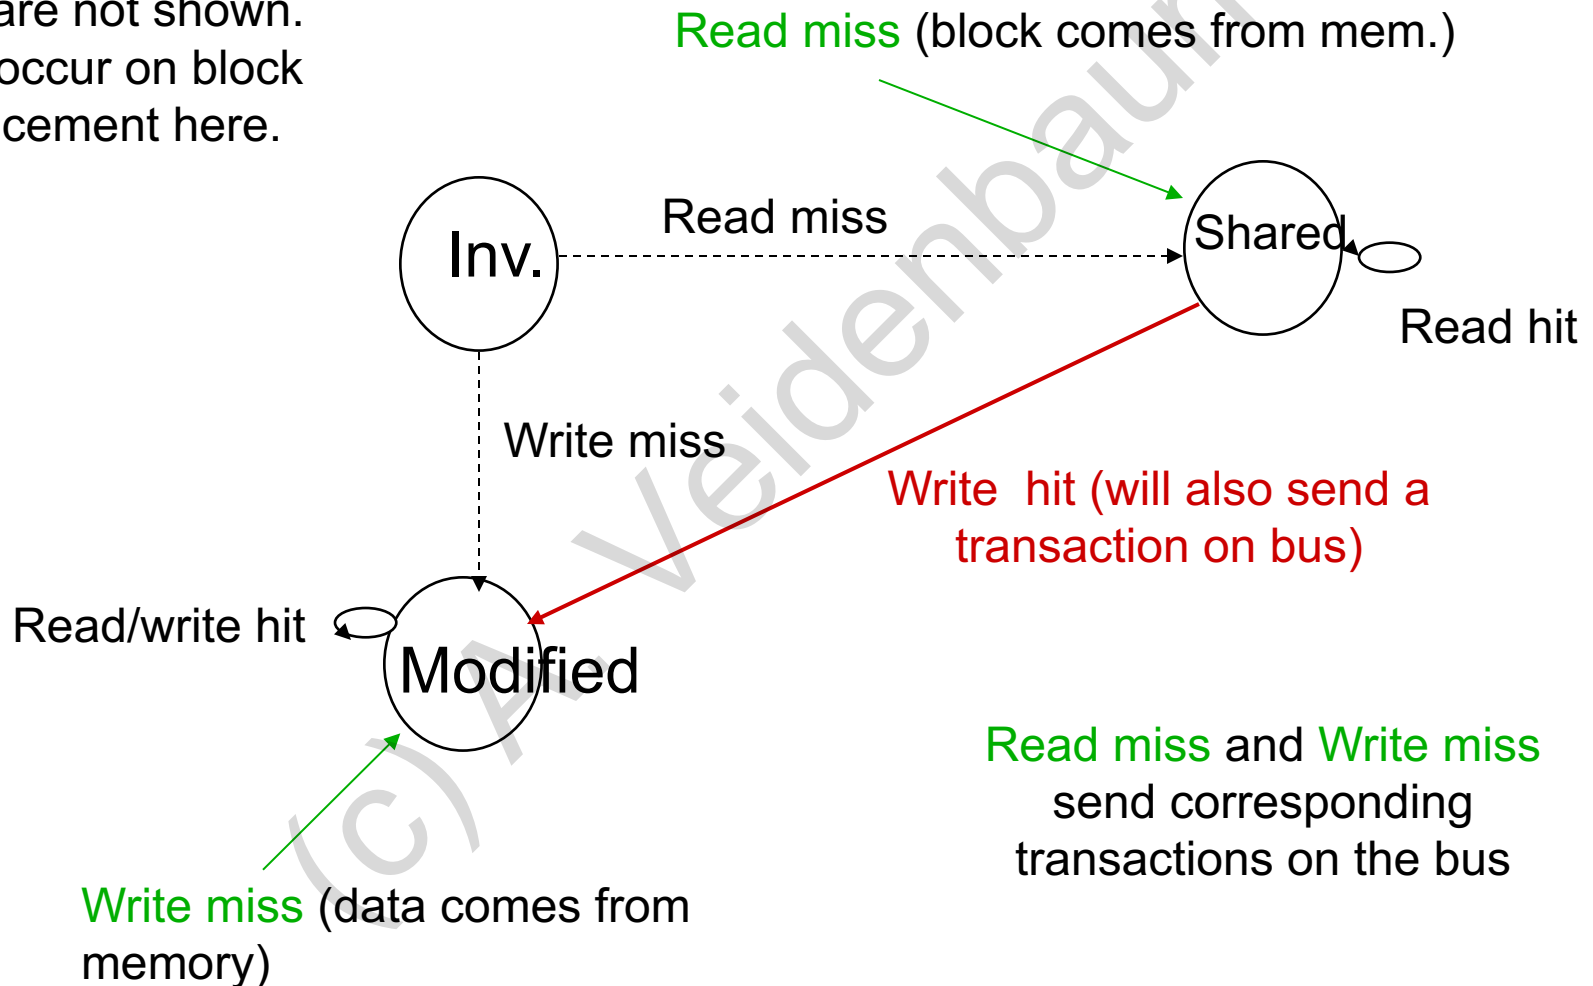 are not shown.
occur on block
cement here.
Read miss (block comes from mem.)
Inv.
Read miss
Shared
Read hit
Write miss
Write hit (will also send a
transaction on bus)
Read/write hit
Modified
Read miss and Write miss
send corresponding
transactions on the bus
Write miss (data comes from
memory)
(c) A. Veidenbaum